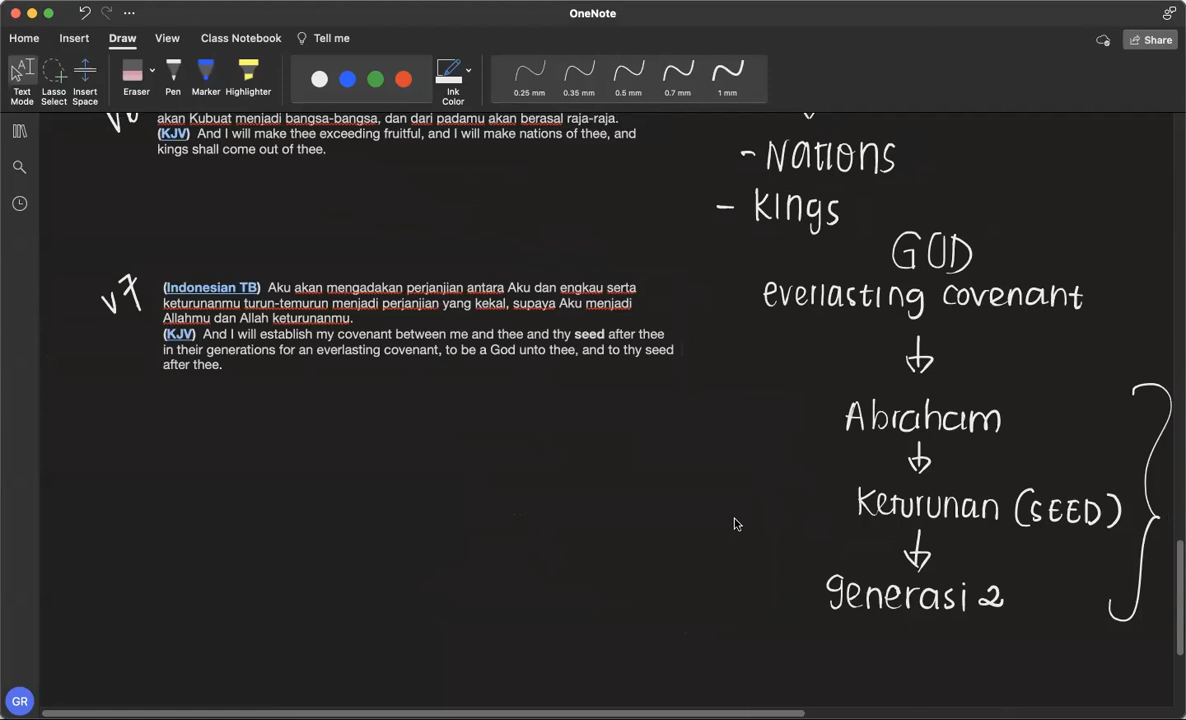 OneNote
Home Insert Draw View Class Notebook Tell me
Share
Text Mode
Lasso Select
Insert Space
Eraser
Pen
Marker
Highlighter
Ink Color
0.25 mm 0.35 mm 0.5 mm 0.7 mm 1 mm
akan Kubuat menjadi bangsa-bangsa, dan dari padamu akan berasal raja-raja.
(KJV) And I will make thee exceeding fruitful, and I will make nations of thee, and
kings shall come out of thee.
v7
(Indonesian TB) Aku akan mengadakan perjanjian antara Aku dan engkau serta
keturunanmu turun-temurun menjadi perjanjian yang kekal, supaya Aku menjadi
Allahmu dan Allah keturunanmu.
(KJV) And I will establish my covenant between me and thee and thy seed after thee
in their generations for an everlasting covenant, to be a God unto thee, and to thy seed
after thee.
- Nations
- Kings
GOD
everlasting covenant
Abraham
Keturunan (SEED)
generasi 2
GR